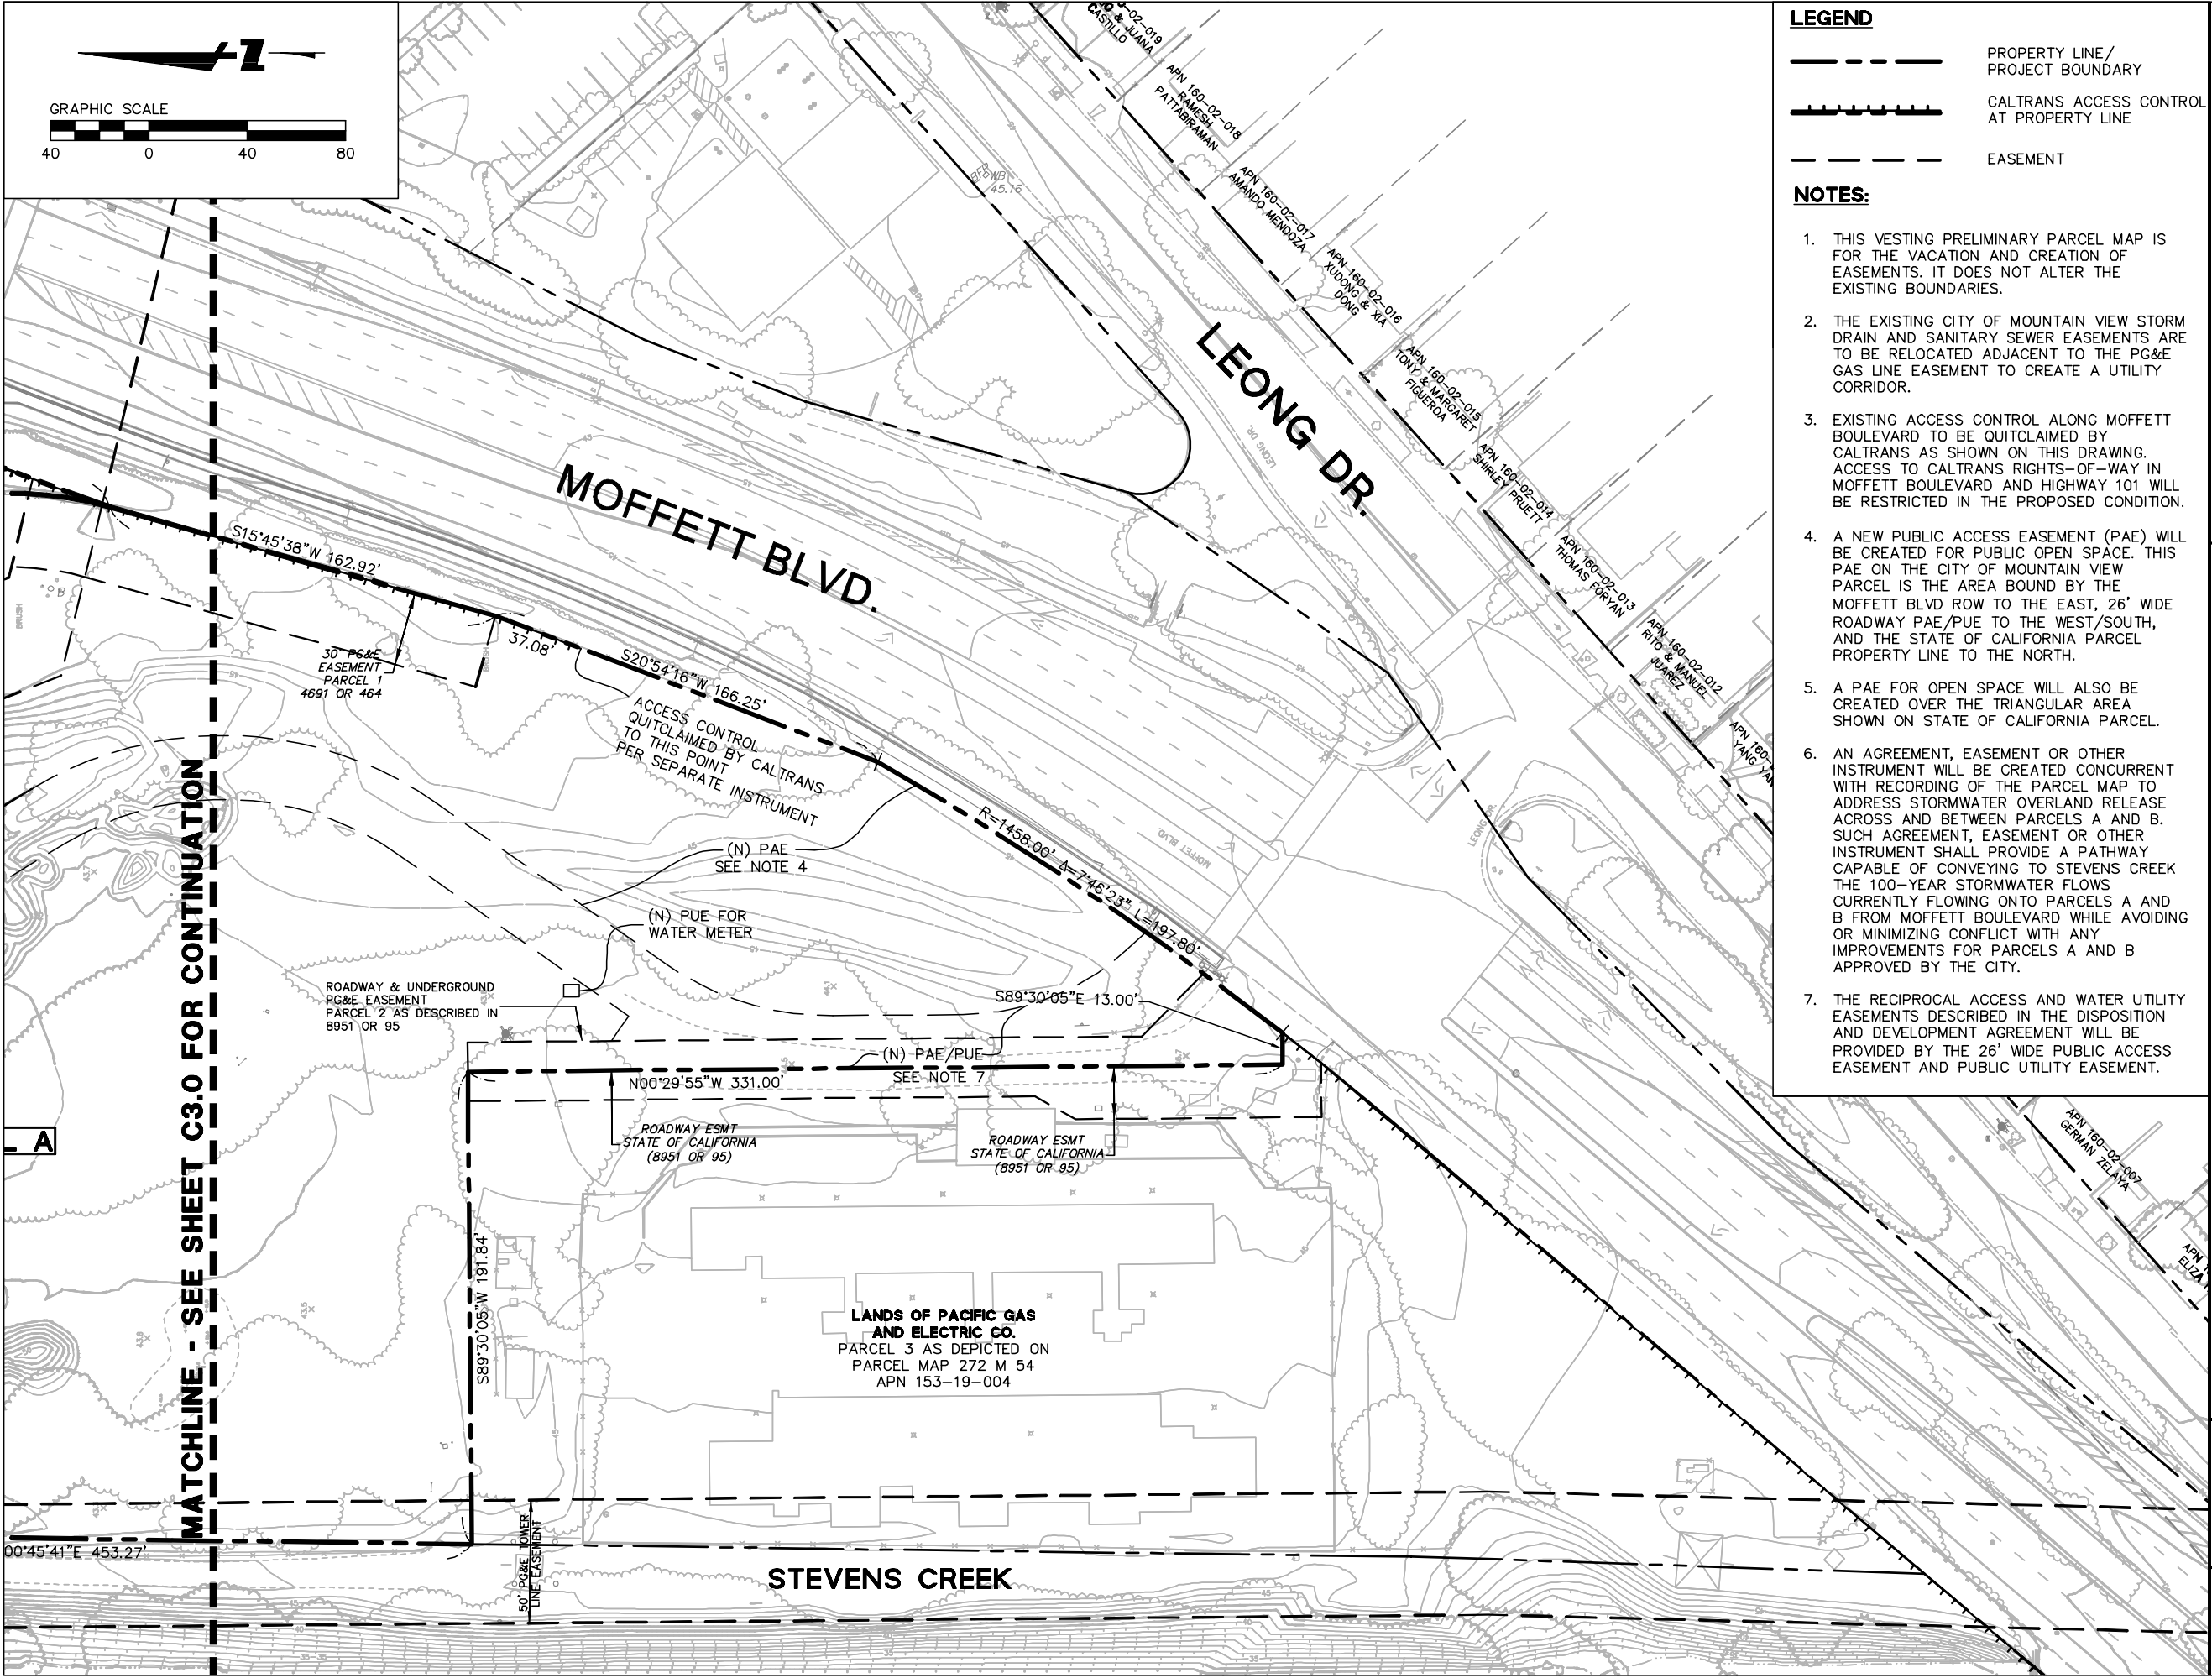 N
GRAPHIC SCALE
40 0 40 80
LEGEND
PROPERTY LINE/
PROJECT BOUNDARY
CALTRANS ACCESS CONTROL
AT PROPERTY LINE
EASEMENT
NOTES:
1. THIS VESTING PRELIMINARY PARCEL MAP IS
FOR THE VACATION AND CREATION OF
EASEMENTS. IT DOES NOT ALTER THE
EXISTING BOUNDARIES.
2. THE EXISTING CITY OF MOUNTAIN VIEW STORM
DRAIN AND SANITARY SEWER EASEMENTS ARE
TO BE RELOCATED ADJACENT TO THE PG&E
GAS LINE EASEMENT TO CREATE A UTILITY
CORRIDOR.
3. EXISTING ACCESS CONTROL ALONG MOFFETT
BOULEVARD TO BE QUITCLAIMED BY
CALTRANS AS SHOWN ON THIS DRAWING.
ACCESS TO CALTRANS RIGHTS-OF-WAY IN
MOFFETT BOULEVARD AND HIGHWAY 101 WILL
BE RESTRICTED IN THE PROPOSED CONDITION.
4. A NEW PUBLIC ACCESS EASEMENT (PAE) WILL
BE CREATED FOR PUBLIC OPEN SPACE. THIS
PAE ON THE CITY OF MOUNTAIN VIEW
PARCEL IS THE AREA BOUND BY THE
MOFFETT BLVD ROW TO THE EAST, 26' WIDE
ROADWAY PAE/PUE TO THE WEST/SOUTH,
AND THE STATE OF CALIFORNIA PARCEL
PROPERTY LINE TO THE NORTH.
5. A PAE FOR OPEN SPACE WILL ALSO BE
CREATED OVER THE TRIANGULAR AREA
SHOWN ON STATE OF CALIFORNIA PARCEL.
6. AN AGREEMENT, EASEMENT OR OTHER
INSTRUMENT WILL BE CREATED CONCURRENT
WITH RECORDING OF THE PARCEL MAP TO
ADDRESS STORMWATER OVERLAND RELEASE
ACROSS AND BETWEEN PARCELS A AND B.
SUCH AGREEMENT, EASEMENT OR OTHER
INSTRUMENT SHALL PROVIDE A PATHWAY
CAPABLE OF CONVEYING TO STEVENS CREEK
THE 100-YEAR STORMWATER FLOWS
CURRENTLY FLOWING ONTO PARCELS A AND
B FROM MOFFETT BOULEVARD WHILE AVOIDING
OR MINIMIZING CONFLICT WITH ANY
IMPROVEMENTS FOR PARCELS A AND B
APPROVED BY THE CITY.
7. THE RECIPROCAL ACCESS AND WATER UTILITY
EASEMENTS DESCRIBED IN THE DISPOSITION
AND DEVELOPMENT AGREEMENT WILL BE
PROVIDED BY THE 26' WIDE PUBLIC ACCESS
EASEMENT AND PUBLIC UTILITY EASEMENT.
-02-019
& JUANA
CASTILLO
APN 160-02-018
RAMESH
PATTABIRAMAN
APN 160-02-017
AMANDO MENDOZA
APN 160-02-016
XUDONG & XIA
DONG
APN 160-02-015
TONY & MARGARET
FIGUEROA
APN 160-02-014
SHIRLEY PRUETT
APN 160-02-013
THOMAS FORYAN
APN 160-02-012
RITO & MANUEL
JUAREZ
APN 160-
YANG YAN
APN 160-02-007
GERMAN ZELAYA
APN
ELIZA
45.16
LEONG DR.
LEONG DR.
MOFFETT BLVD.
MOFFET BLVD.
LEONG
S15°45'38"W 162.92'
37.08'
S20°54'16"W 166.25'
30' PG&E
EASEMENT
PARCEL 1
4691 OR 464
BRUSH
BRUSH
ACCESS CONTROL
QUITCLAIMED BY CALTRANS
TO THIS POINT
PER SEPARATE INSTRUMENT
R=1458.00' Δ=7°46'23" L=197.80'
(N) PAE
SEE NOTE 4
(N) PUE FOR
WATER METER
ROADWAY & UNDERGROUND
PG&E EASEMENT
PARCEL 2 AS DESCRIBED IN
8951 OR 95
S89°30'05"E 13.00'
(N) PAE/PUE
SEE NOTE 7
N00°29'55"W 331.00'
ROADWAY ESMT
STATE OF CALIFORNIA
(8951 OR 95)
ROADWAY ESMT
STATE OF CALIFORNIA
(8951 OR 95)
A
MATCHLINE - SEE SHEET C3.0 FOR CONTINUATION
S89°30'05"W 191.84'
LANDS OF PACIFIC GAS
AND ELECTRIC CO.
PARCEL 3 AS DEPICTED ON
PARCEL MAP 272 M 54
APN 153-19-004
00°45'41"E 453.27'
50' PG&E TOWER
LINE EASEMENT
STEVENS CREEK